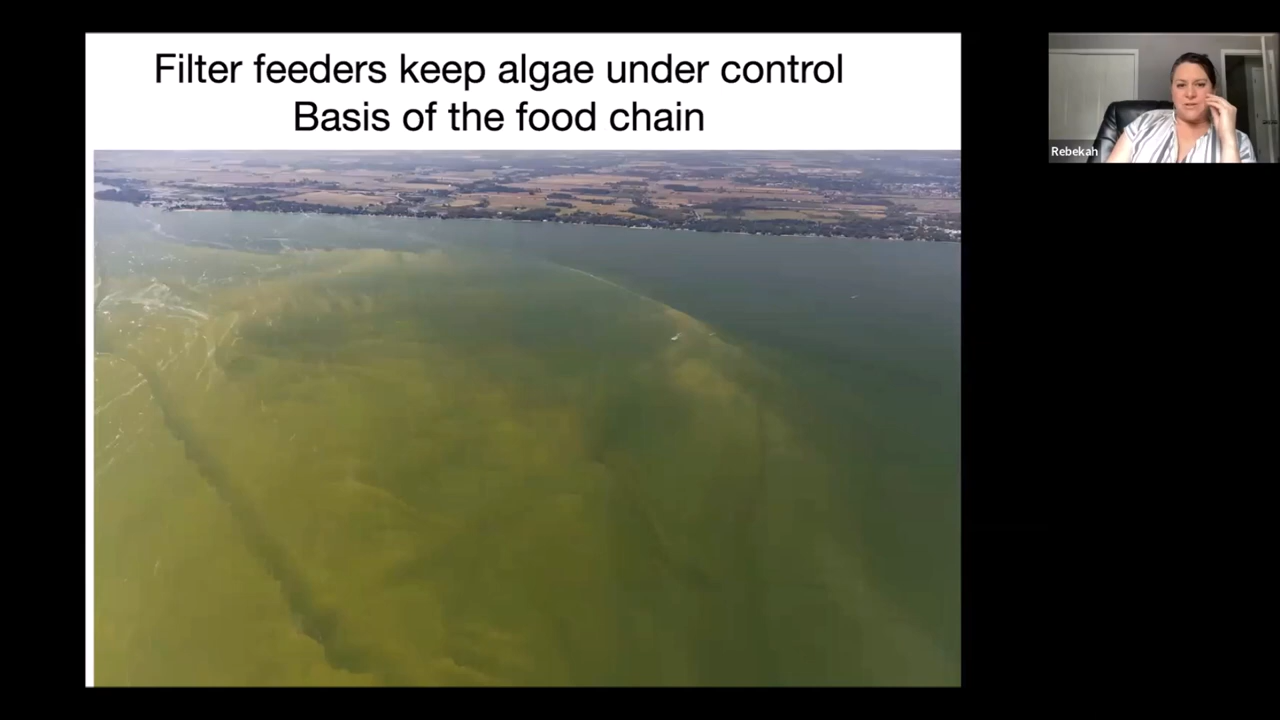 Filter feeders keep algae under control
Basis of the food chain
Rebekah